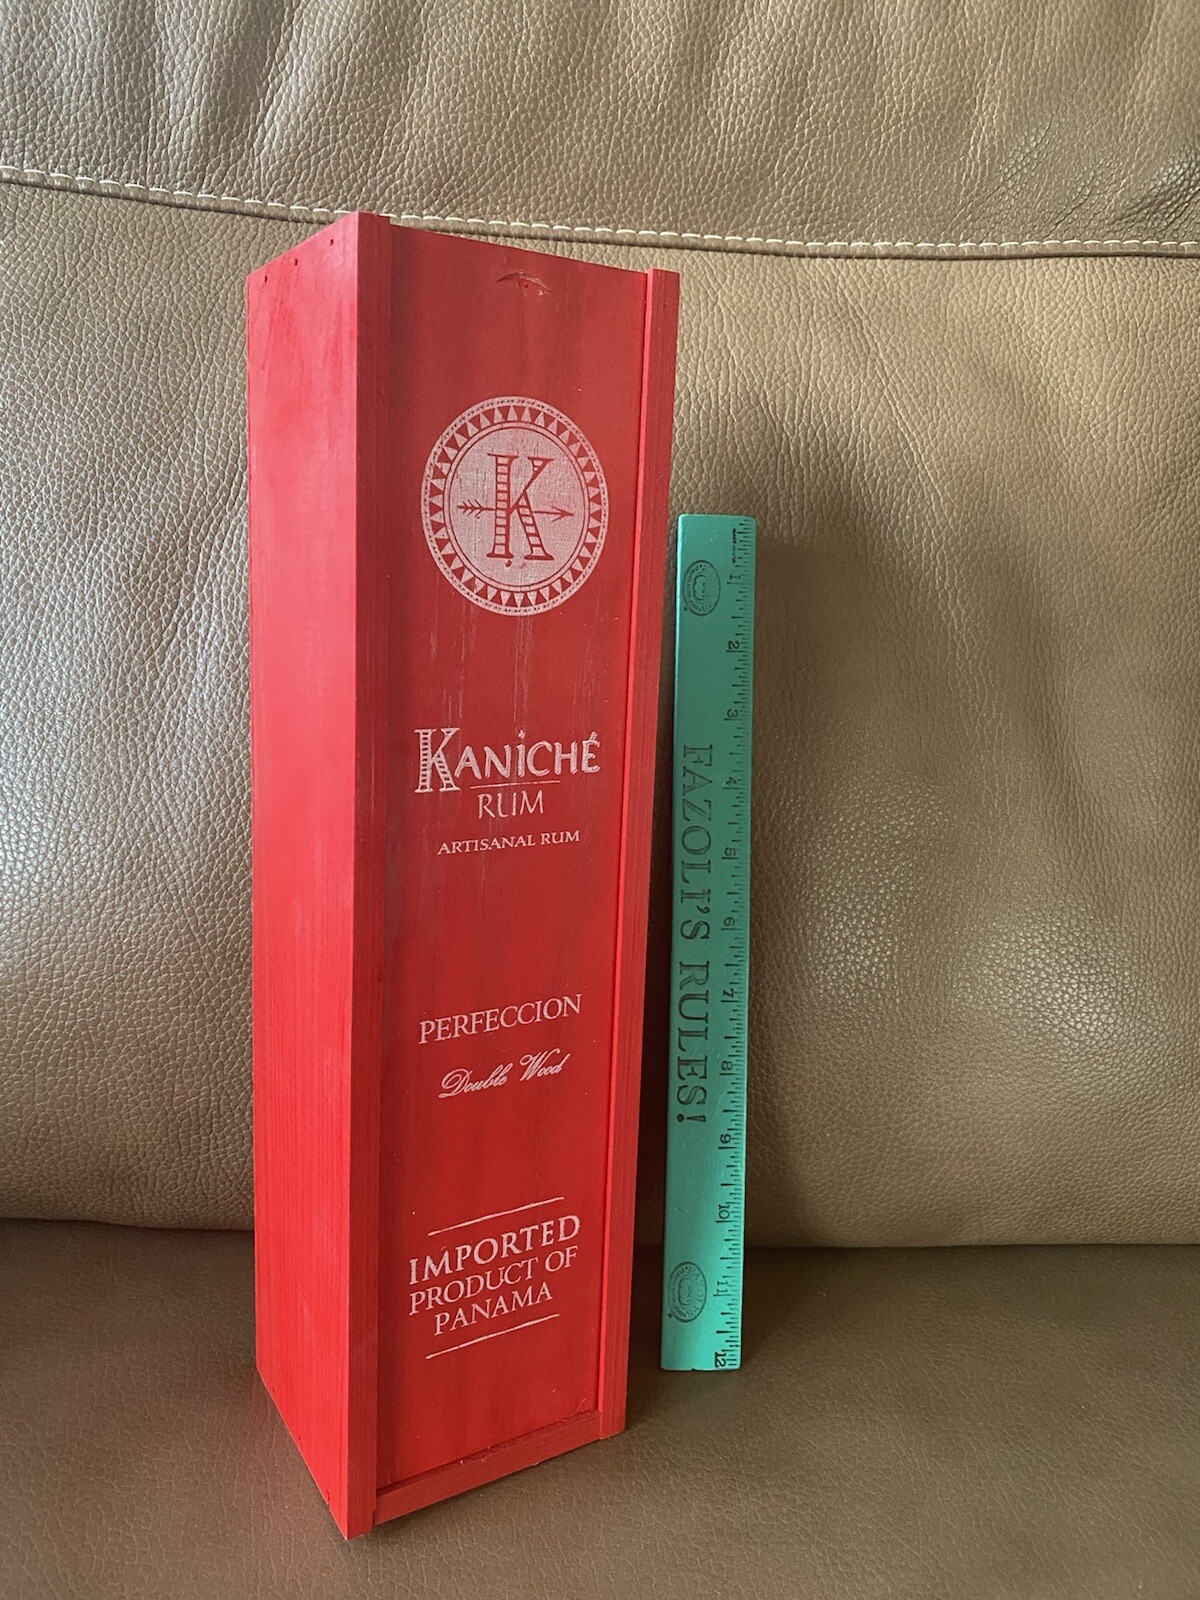 K
KANICHÉ
RUM
ARTISANAL RUM
PERFECCION
Double Wood
IMPORTED
PRODUCT OF
PANAMA
FAZOLI'S RULES!
1 2 3 4 5 6 7 8 9 10 11 12